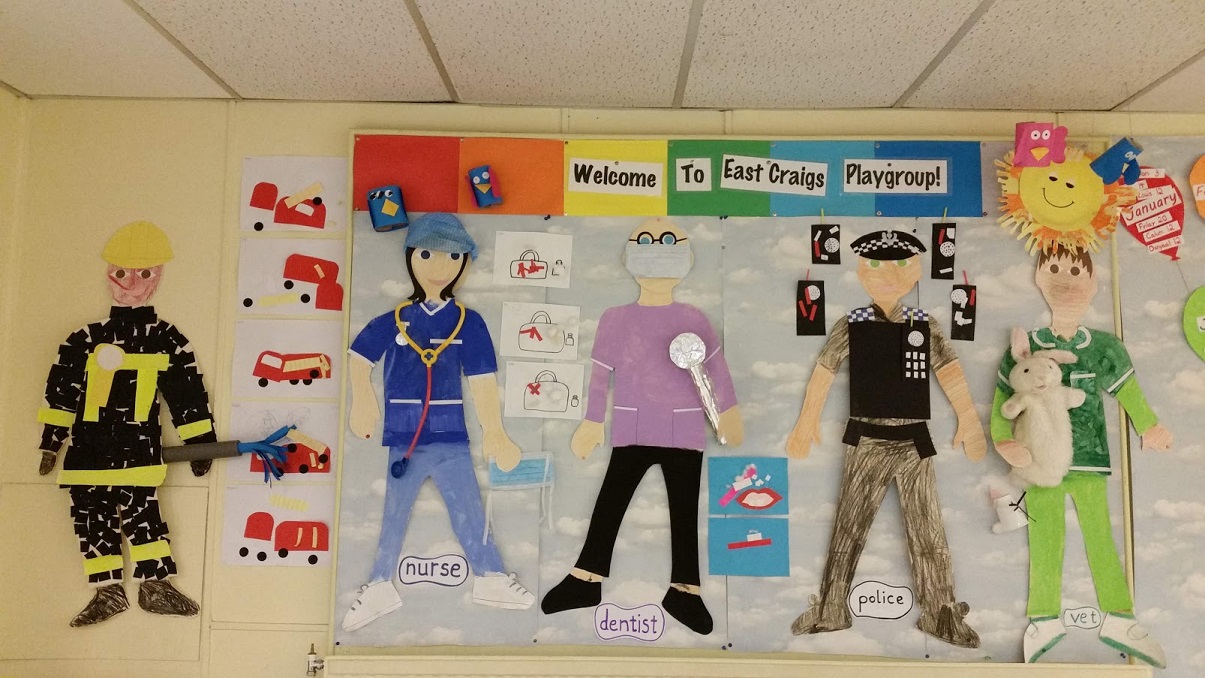 Welcome To East Craigs Playgroup!
January
nurse
dentist
police
vet